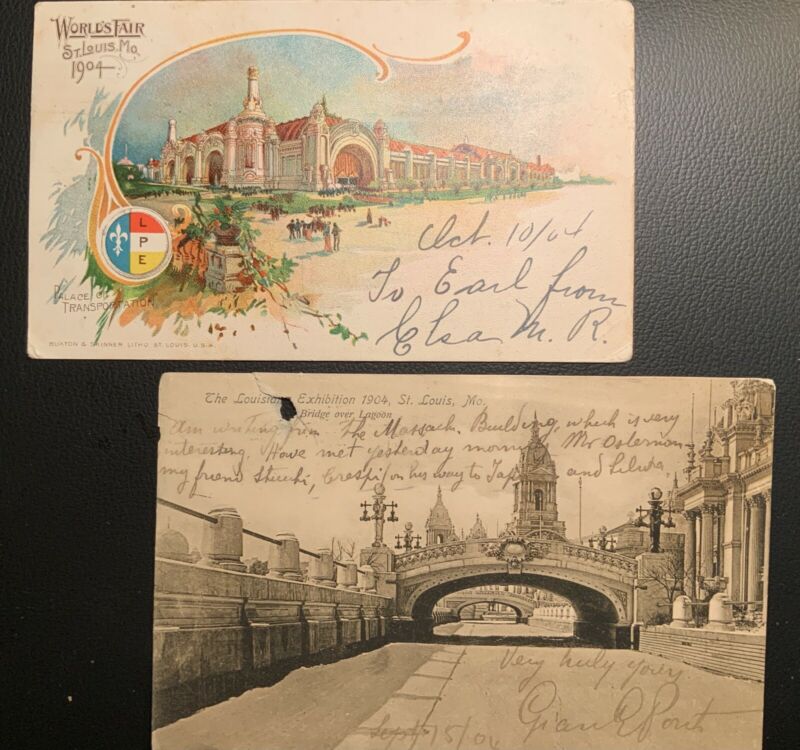 WORLD'S FAIR
ST. LOUIS, MO.
1904
L
P
E
PALACE OF
TRANSPORTATION
BUXTON & SKINNER LITHO. ST. LOUIS. U.S.A.
Oct. 10/04
To Earl from
Elsa M. R.
The Louisiana Exhibition 1904, St. Louis, Mo.
Bridge over Lagoon
Am writing from The Massach. Building, which is very
interesting. Have met yesterday morning Mr Osterman
my friend Stucchi, Crespi (on his way to Jap and
Very truly yours
Sept 15/04